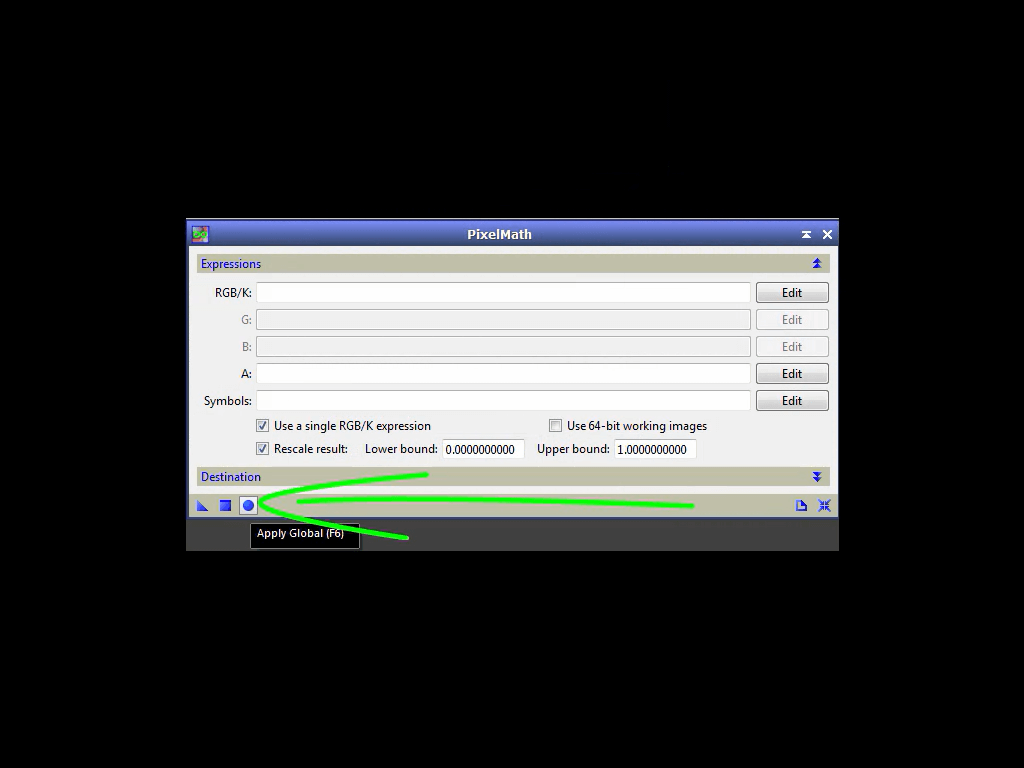 PixelMath
Expressions
RGB/K: Edit
G: Edit
B: Edit
A: Edit
Symbols: Edit
Use a single RGB/K expression Use 64-bit working images
Rescale result: Lower bound: 0.0000000000 Upper bound: 1.0000000000
Destination
Apply Global (F6)